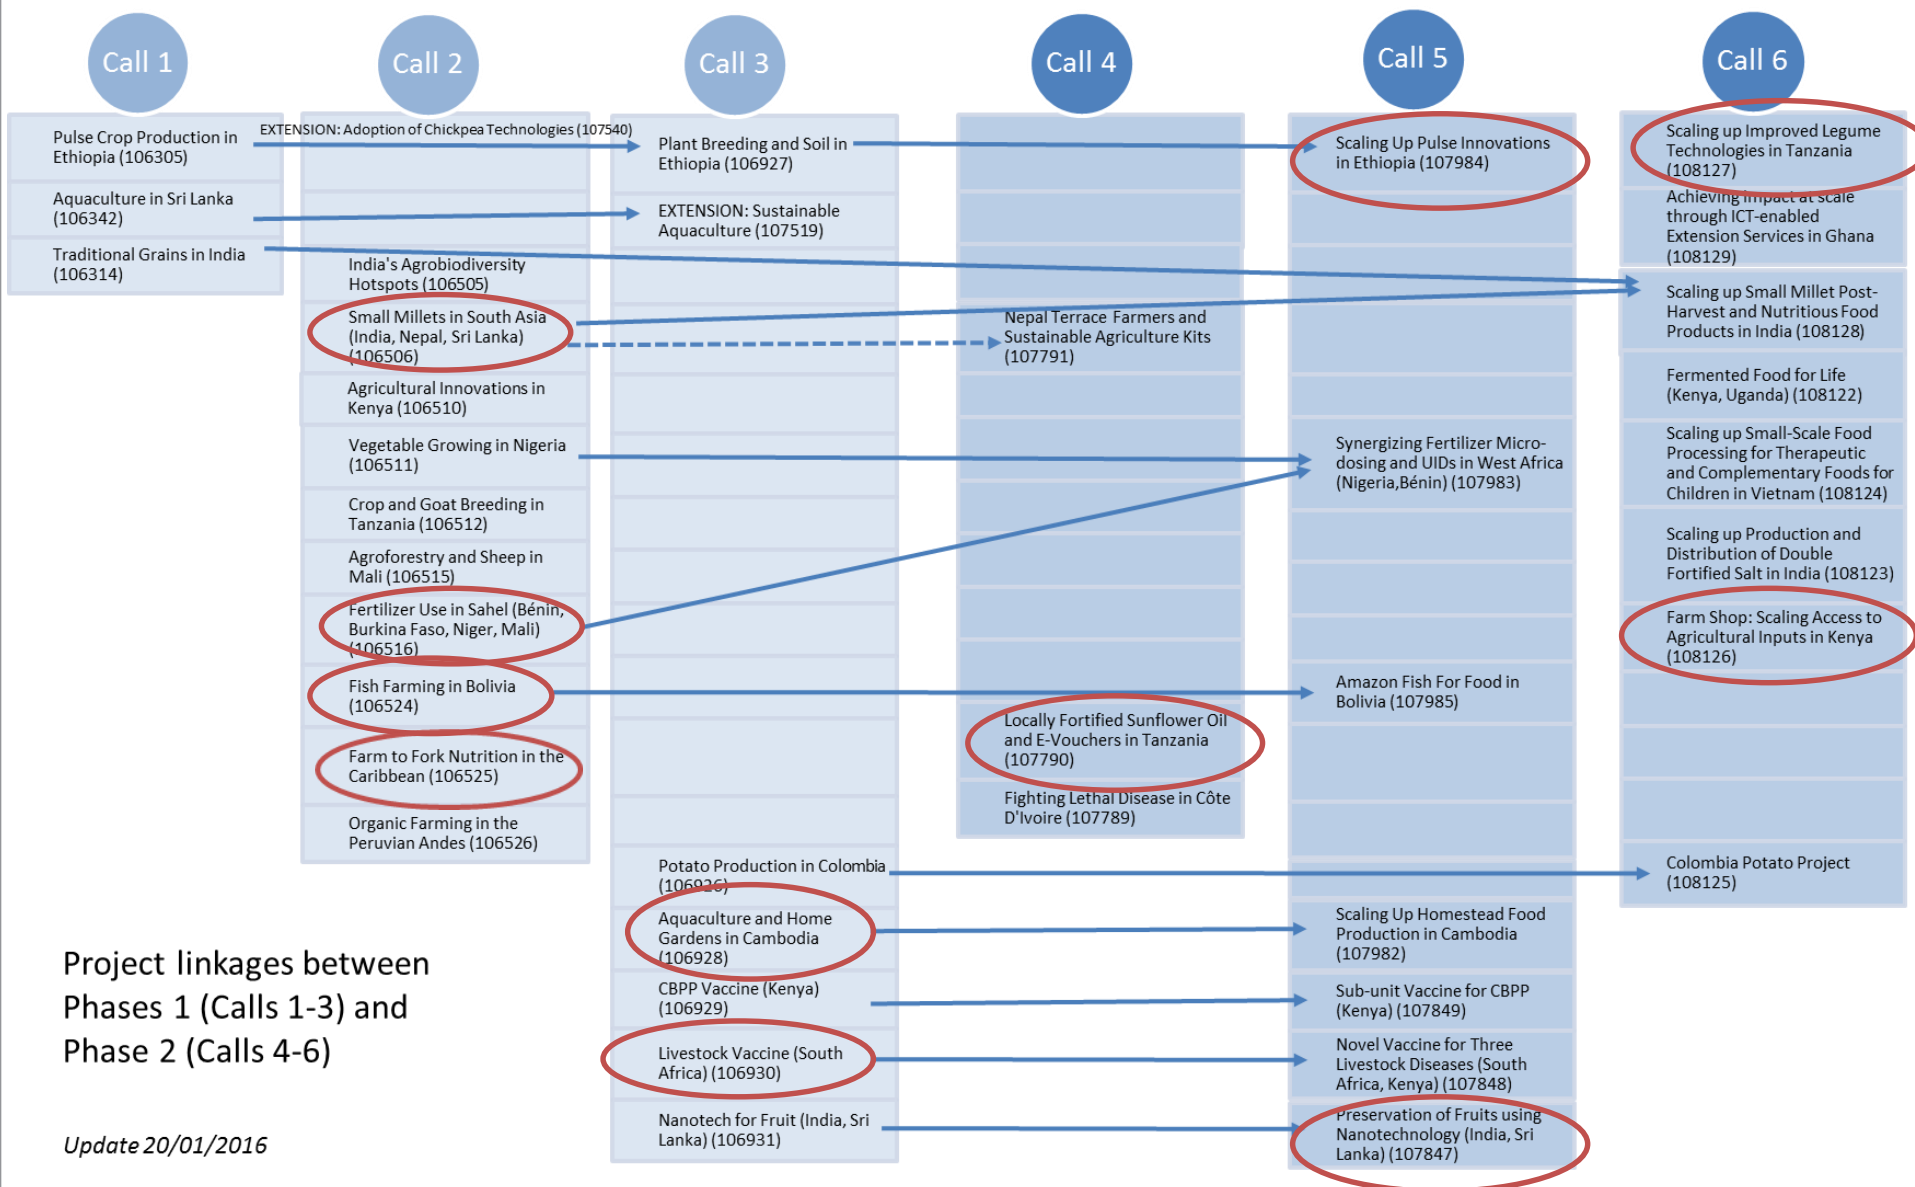 Call 1
Call 2
Call 3
Call 4
Call 5
Call 6
Pulse Crop Production in
Ethiopia (106305)
Aquaculture in Sri Lanka
(106342)
Traditional Grains in India
(106314)
EXTENSION: Adoption of Chickpea Technologies (107540)
India's Agrobiodiversity
Hotspots (106505)
Small Millets in South Asia
(India, Nepal, Sri Lanka)
(106506)
Agricultural Innovations in
Kenya (106510)
Vegetable Growing in Nigeria
(106511)
Crop and Goat Breeding in
Tanzania (106512)
Agroforestry and Sheep in
Mali (106515)
Fertilizer Use in Sahel (Bénin,
Burkina Faso, Niger, Mali)
(106516)
Fish Farming in Bolivia
(106524)
Farm to Fork Nutrition in the
Caribbean (106525)
Organic Farming in the
Peruvian Andes (106526)
Plant Breeding and Soil in
Ethiopia (106927)
EXTENSION: Sustainable
Aquaculture (107519)
Potato Production in Colombia
(106926)
Aquaculture and Home
Gardens in Cambodia
(106928)
CBPP Vaccine (Kenya)
(106929)
Livestock Vaccine (South
Africa) (106930)
Nanotech for Fruit (India, Sri
Lanka) (106931)
Nepal Terrace Farmers and
Sustainable Agriculture Kits
(107791)
Locally Fortified Sunflower Oil
and E-Vouchers in Tanzania
(107790)
Fighting Lethal Disease in Côte
D'Ivoire (107789)
Scaling Up Pulse Innovations
in Ethiopia (107984)
Synergizing Fertilizer Micro-
dosing and UIDs in West Africa
(Nigeria,Bénin) (107983)
Amazon Fish For Food in
Bolivia (107985)
Scaling Up Homestead Food
Production in Cambodia
(107982)
Sub-unit Vaccine for CBPP
(Kenya) (107849)
Novel Vaccine for Three
Livestock Diseases (South
Africa, Kenya) (107848)
Preservation of Fruits using
Nanotechnology (India, Sri
Lanka) (107847)
Scaling up Improved Legume
Technologies in Tanzania
(108127)
Achieving impact at scale
through ICT-enabled
Extension Services in Ghana
(108129)
Scaling up Small Millet Post-
Harvest and Nutritious Food
Products in India (108128)
Fermented Food for Life
(Kenya, Uganda) (108122)
Scaling up Small-Scale Food
Processing for Therapeutic
and Complementary Foods for
Children in Vietnam (108124)
Scaling up Production and
Distribution of Double
Fortified Salt in India (108123)
Farm Shop: Scaling Access to
Agricultural Inputs in Kenya
(108126)
Colombia Potato Project
(108125)
Project linkages between
Phases 1 (Calls 1-3) and
Phase 2 (Calls 4-6)
Update 20/01/2016